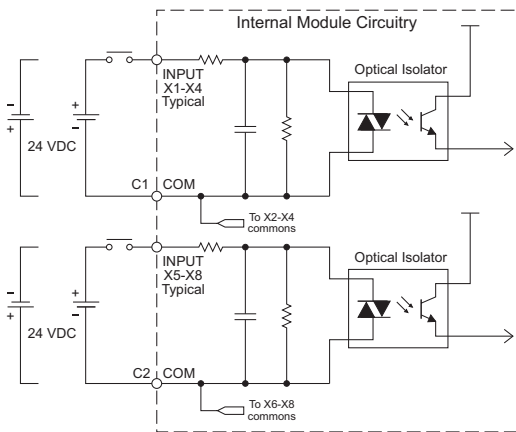 Internal Module Circuitry
INPUT
X1-X4
Typical
Optical Isolator
-
+
+
-
24 VDC
C1
COM
To X2-X4
commons
INPUT
X5-X8
Typical
Optical Isolator
-
+
+
-
24 VDC
C2
COM
To X6-X8
commons